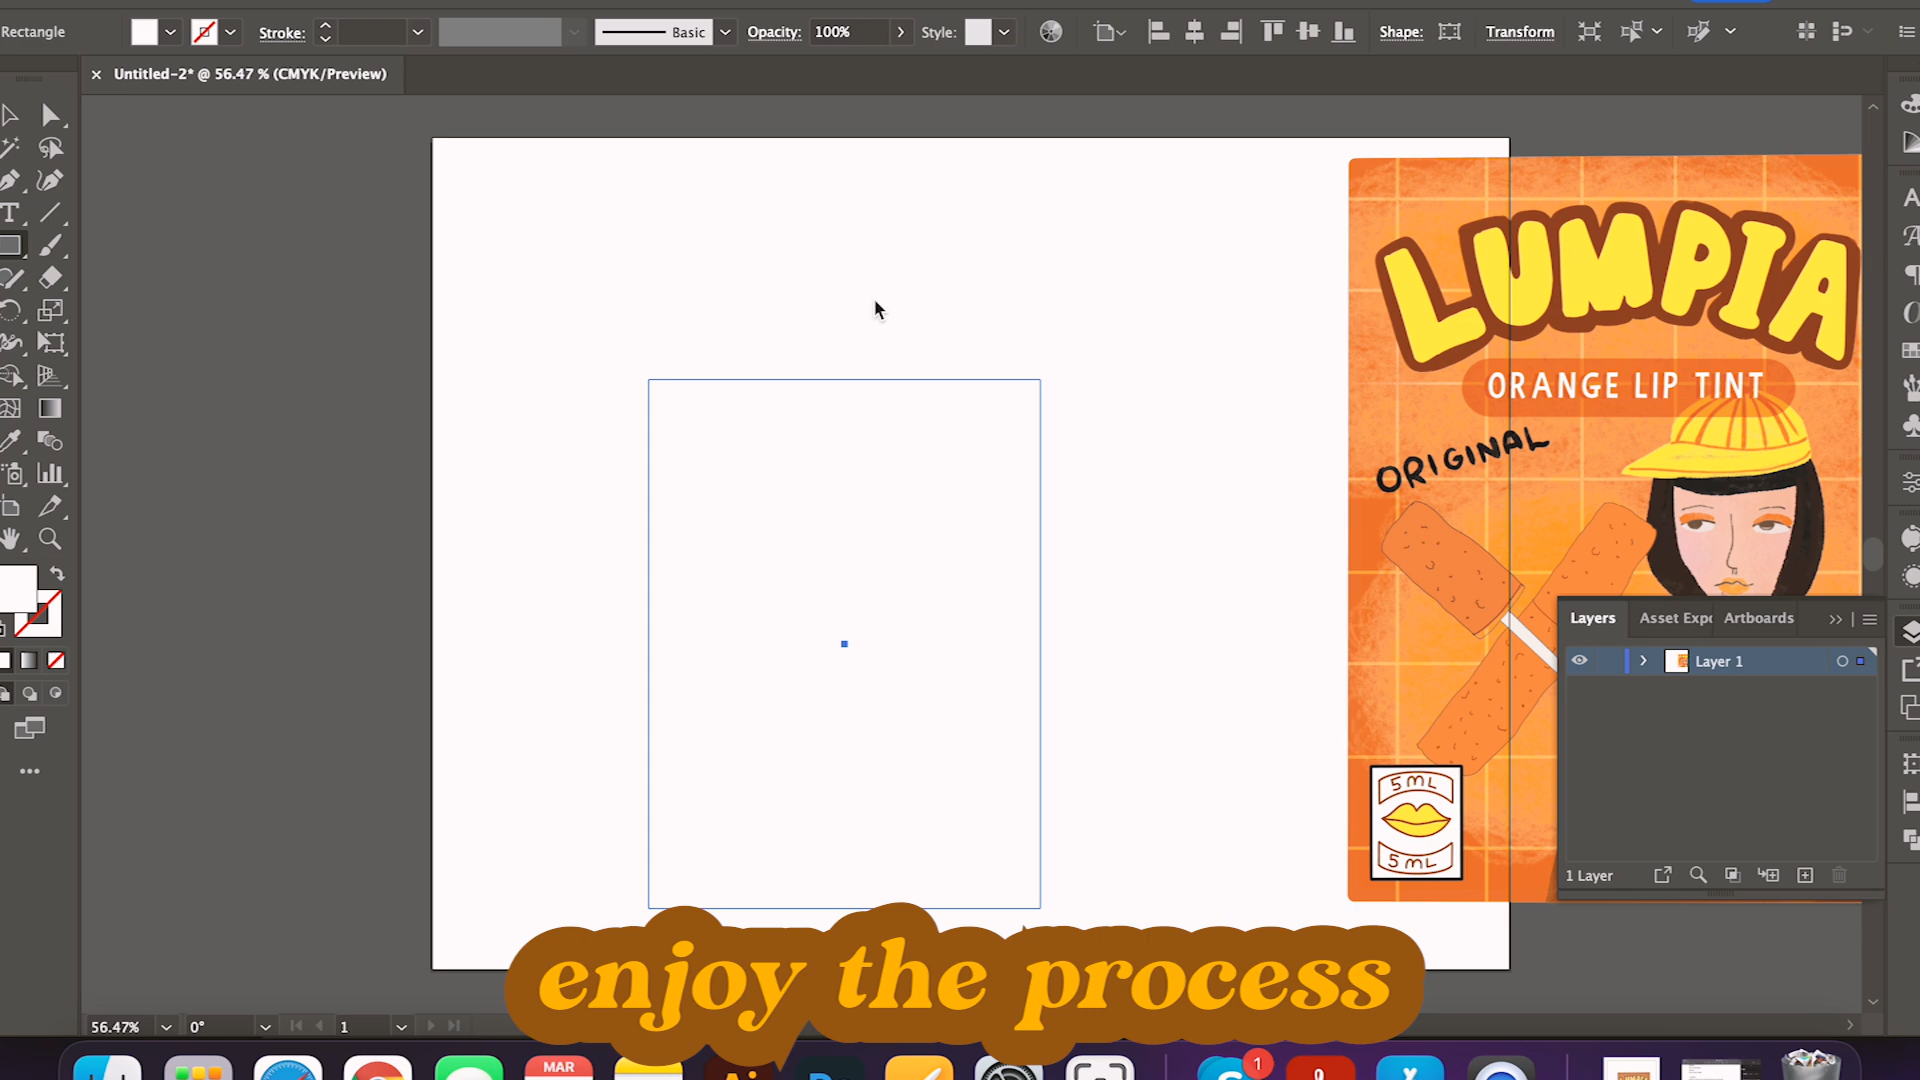 Rectangle
Stroke:
Basic
Opacity:
100%
Style:
Shape:
Transform
Untitled-2* @ 56.47 % (CMYK/Preview)
LUMPIA
ORANGE LIP TINT
ORIGINAL
5 ML
5 ML
Layers
Asset Expo
Artboards
Layer 1
1 Layer
enjoy the process
56.47%
0°
1
MAR
1